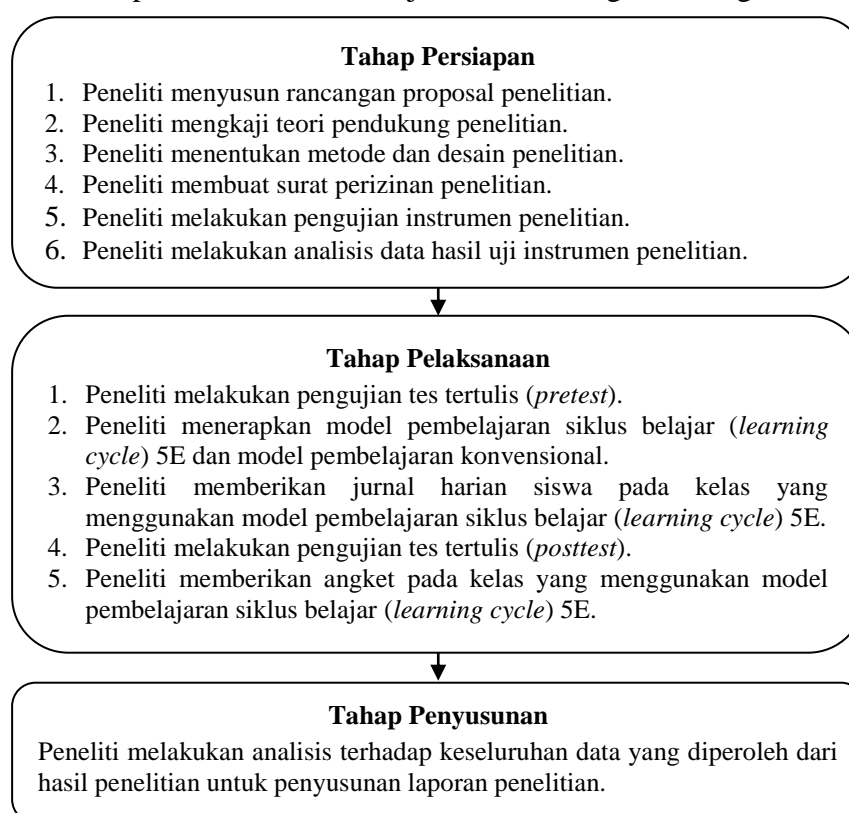 Tahap Persiapan
1. Peneliti menyusun rancangan proposal penelitian.
2. Peneliti mengkaji teori pendukung penelitian.
3. Peneliti menentukan metode dan desain penelitian.
4. Peneliti membuat surat perizinan penelitian.
5. Peneliti melakukan pengujian instrumen penelitian.
6. Peneliti melakukan analisis data hasil uji instrumen penelitian.
Tahap Pelaksanaan
1. Peneliti melakukan pengujian tes tertulis (pretest).
2. Peneliti menerapkan model pembelajaran siklus belajar (learning
cycle) 5E dan model pembelajaran konvensional.
3. Peneliti memberikan jurnal harian siswa pada kelas yang
menggunakan model pembelajaran siklus belajar (learning cycle) 5E.
4. Peneliti melakukan pengujian tes tertulis (posttest).
5. Peneliti memberikan angket pada kelas yang menggunakan model
pembelajaran siklus belajar (learning cycle) 5E.
Tahap Penyusunan
Peneliti melakukan analisis terhadap keseluruhan data yang diperoleh dari
hasil penelitian untuk penyusunan laporan penelitian.